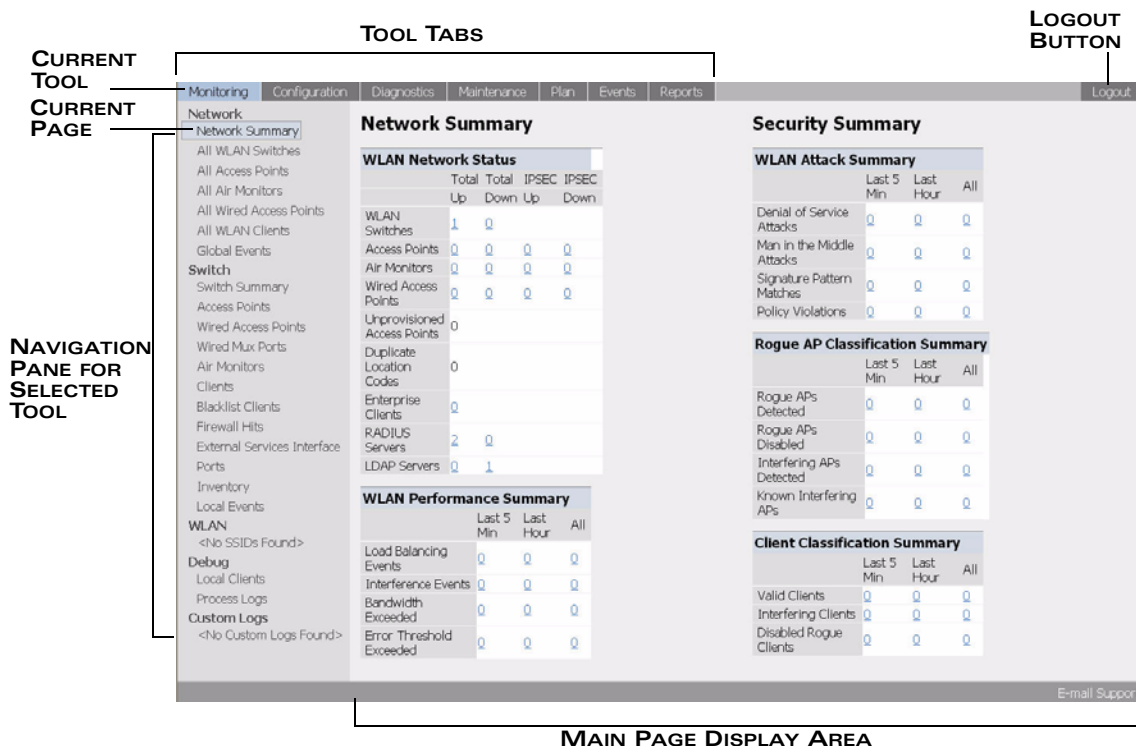 TOOL TABS
LOGOUT
BUTTON
CURRENT
TOOL
CURRENT
PAGE
NAVIGATION
PANE FOR
SELECTED
TOOL
Monitoring Configuration Diagnostics Maintenance Plan Events Reports Logout
Network
Network Summary
All WLAN Switches
All Access Points
All Air Monitors
All Wired Access Points
All WLAN Clients
Global Events
Switch
Switch Summary
Access Points
Wired Access Points
Wired Mux Ports
Air Monitors
Clients
Blacklist Clients
Firewall Hits
External Services Interface
Ports
Inventory
Local Events
WLAN
<No SSIDs Found>
Debug
Local Clients
Process Logs
Custom Logs
<No Custom Logs Found>
Network Summary
WLAN Network Status
Total Total IPSEC IPSEC
Up Down Up Down
WLAN
Switches 1 0
Access Points 0 0 0 0
Air Monitors 0 0 0 0
Wired Access
Points 0 0 0 0
Unprovisioned
Access Points 0
Duplicate
Location
Codes 0
Enterprise
Clients 0
RADIUS
Servers 2 0
LDAP Servers 0 1
WLAN Performance Summary
Last 5 Last All
Min Hour
Load Balancing
Events 0 0 0
Interference Events 0 0 0
Bandwidth
Exceeded 0 0 0
Error Threshold
Exceeded 0 0 0
Security Summary
WLAN Attack Summary
Last 5 Last All
Min Hour
Denial of Service
Attacks 0 0 0
Man in the Middle
Attacks 0 0 0
Signature Pattern
Matches 0 0 0
Policy Violations 0 0 0
Rogue AP Classification Summary
Last 5 Last All
Min Hour
Rogue APs
Detected 0 0 0
Rogue APs
Disabled 0 0 0
Interfering APs
Detected 0 0 0
Known Interfering
APs 0 0 0
Client Classification Summary
Last 5 Last All
Min Hour
Valid Clients 0 0 0
Interfering Clients 0 0 0
Disabled Rogue
Clients 0 0 0
E-mail Suppor
MAIN PAGE DISPLAY AREA